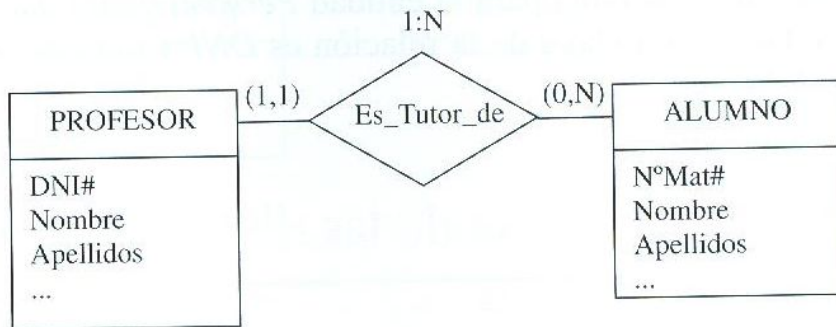 1:N
PROFESOR
(1,1)
Es_Tutor_de
(0,N)
ALUMNO
DNI#
Nombre
Apellidos
...
NºMat#
Nombre
Apellidos
...